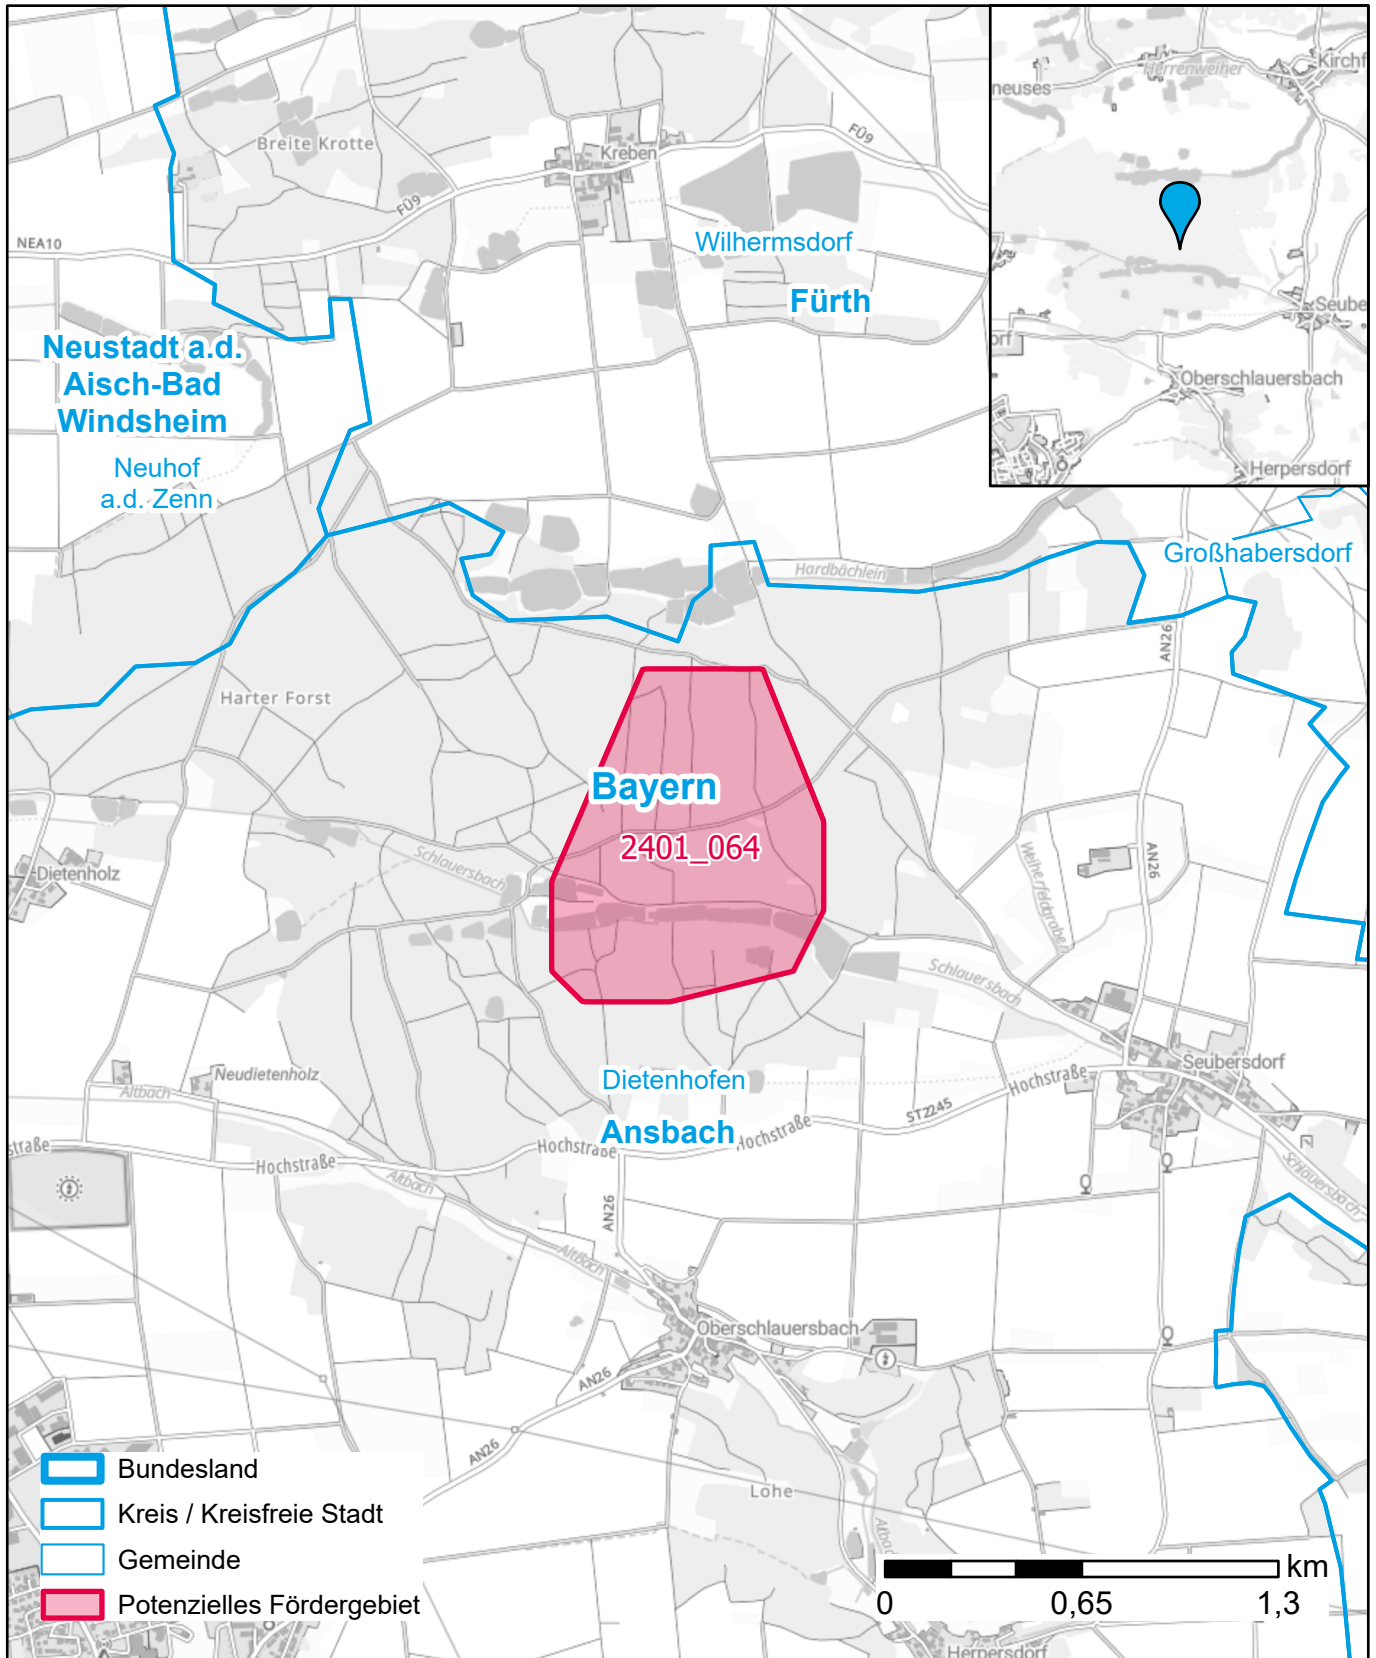 Herrenweiher
Kirchf
neuses
Seube
orf
Oberschlauersbach
Herpersdorf
Breite Krotte
Kreben
FÜ9
FÜ9
NEA10
Wilhermsdorf
Fürth
Neustadt a.d.
Aisch-Bad
Windsheim
Neuhof
a.d. Zenn
Großhabersdorf
Hardbächlein
AN26
Harter Forst
Bayern
2401_064
Schlauersbach
Dietenholz
Weiherfeldgraben
AN26
Schlauersbach
Seubersdorf
Neudietenholz
Altbach
Dietenhofen
Hochstraße
ST2245
Ansbach
Hochstraße
Hochstraße
straße
Hochstraße
Altbach
Schlauersbach
AN26
Altbach
Oberschlauersbach
AN26
AN26
Lohe
Altbac
Herpersdorf
Bundesland
Kreis / Kreisfreie Stadt
Gemeinde
Potenzielles Fördergebiet
km
0
0,65
1,3